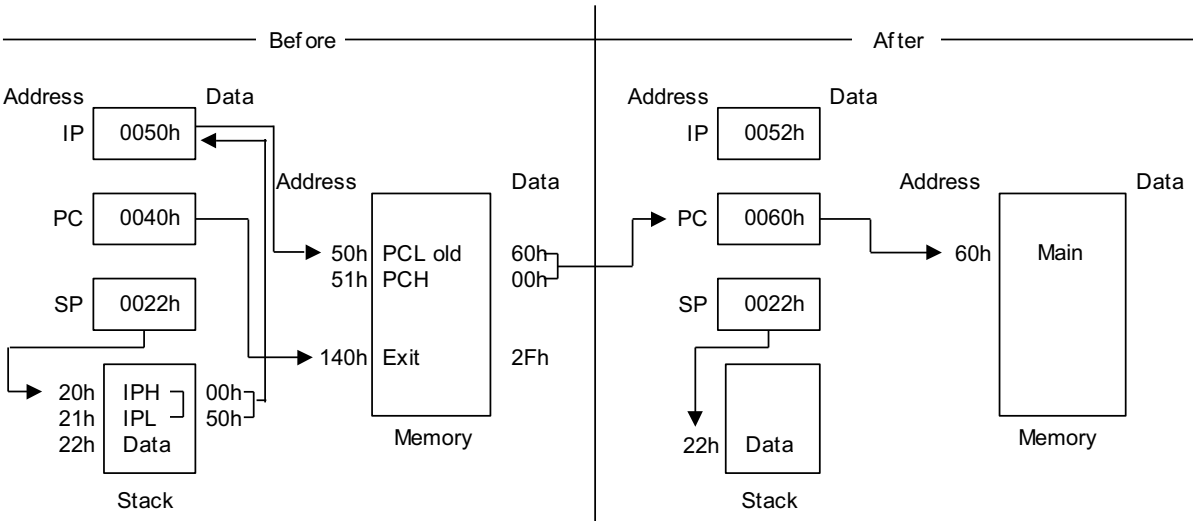 Before
Address Data
IP 0050h
PC 0040h
SP 0022h
Address Data
50h PCL old 60h
51h PCH 00h
140h Exit 2Fh
Memory
20h IPH 00h
21h IPL 50h
22h Data
Stack
After
Address Data
IP 0052h
PC 0060h
SP 0022h
Address Data
60h Main
Memory
22h Data
Stack